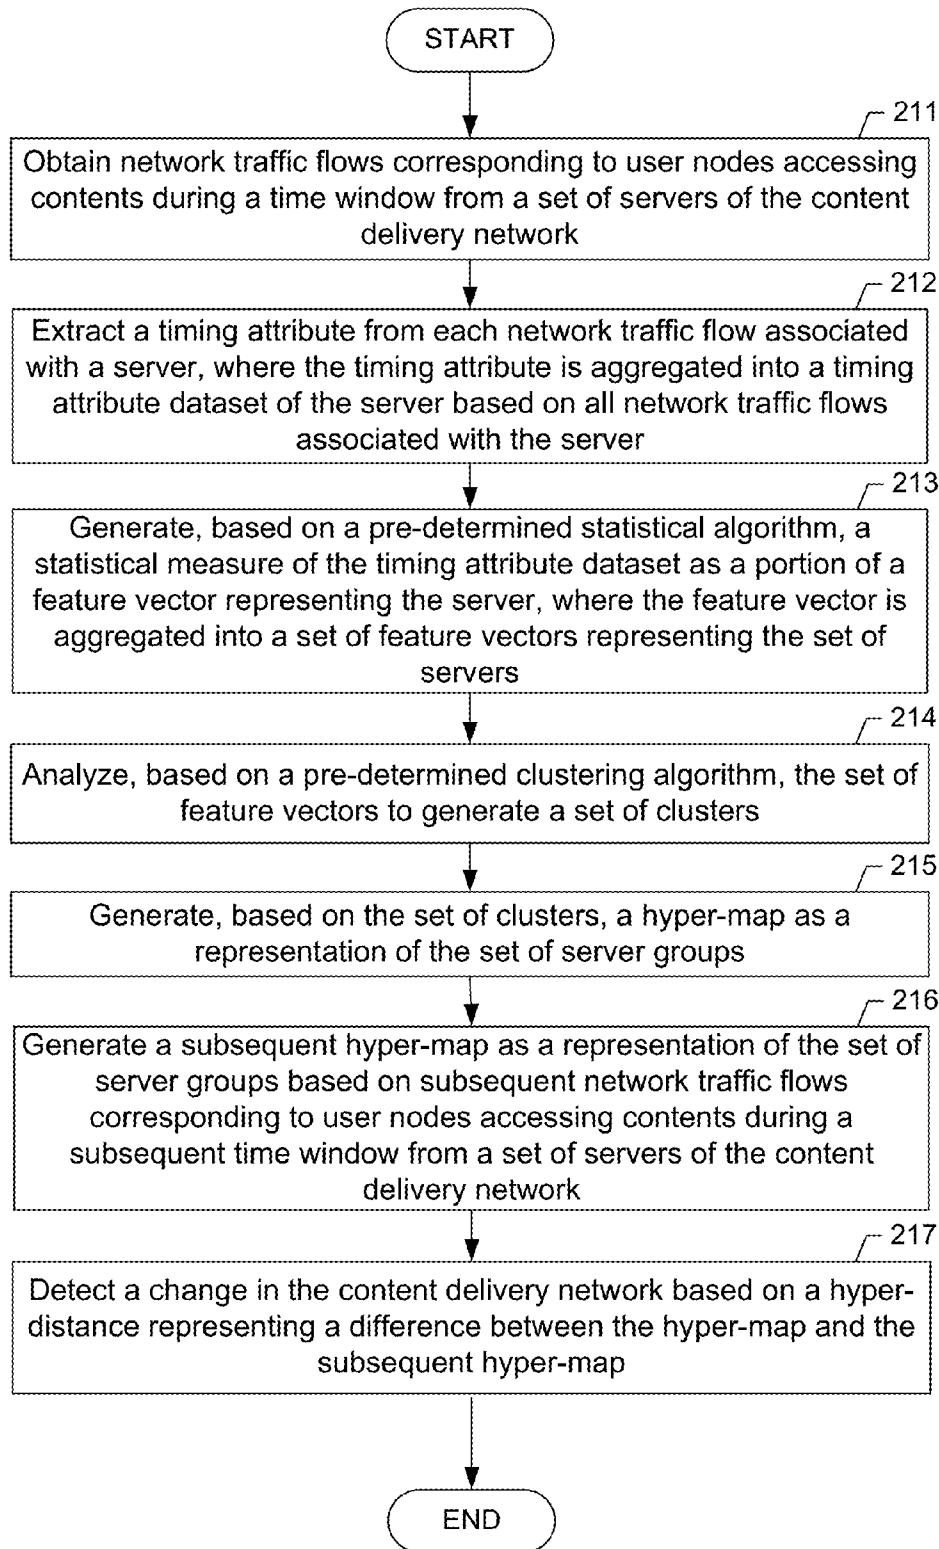 START
211
Obtain network traffic flows corresponding to user nodes accessing
contents during a time window from a set of servers of the content
delivery network
212
Extract a timing attribute from each network traffic flow associated
with a server, where the timing attribute is aggregated into a timing
attribute dataset of the server based on all network traffic flows
associated with the server
213
Generate, based on a pre-determined statistical algorithm, a
statistical measure of the timing attribute dataset as a portion of a
feature vector representing the server, where the feature vector is
aggregated into a set of feature vectors representing the set of
servers
214
Analyze, based on a pre-determined clustering algorithm, the set of
feature vectors to generate a set of clusters
215
Generate, based on the set of clusters, a hyper-map as a
representation of the set of server groups
216
Generate a subsequent hyper-map as a representation of the set of
server groups based on subsequent network traffic flows
corresponding to user nodes accessing contents during a
subsequent time window from a set of servers of the content
delivery network
217
Detect a change in the content delivery network based on a hyper-
distance representing a difference between the hyper-map and the
subsequent hyper-map
END